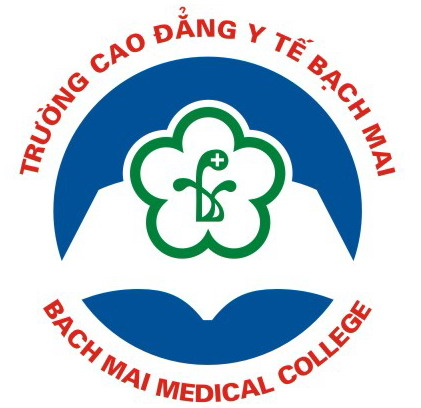 TRƯỜNG CAO ĐẲNG Y TẾ BẠCH MAI
BACH MAI MEDICAL COLLEGE